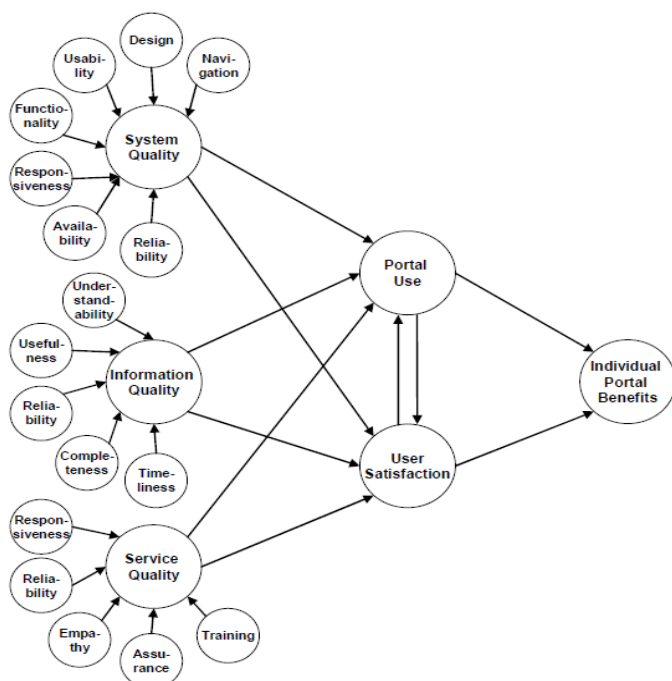 Design
Usabi-
lity
Navi-
gation
Functio-
nality
System
Quality
Respon-
siveness
Availa-
bility
Relia-
bility
Portal
Use
Under-
stand-
ability
Useful-
ness
Information
Quality
Relia-
bility
Comple-
teness
Time-
liness
Individual
Portal
Benefits
User
Satisfaction
Respon-
siveness
Service
Quality
Relia-
bility
Empa-
thy
Assu-
rance
Training